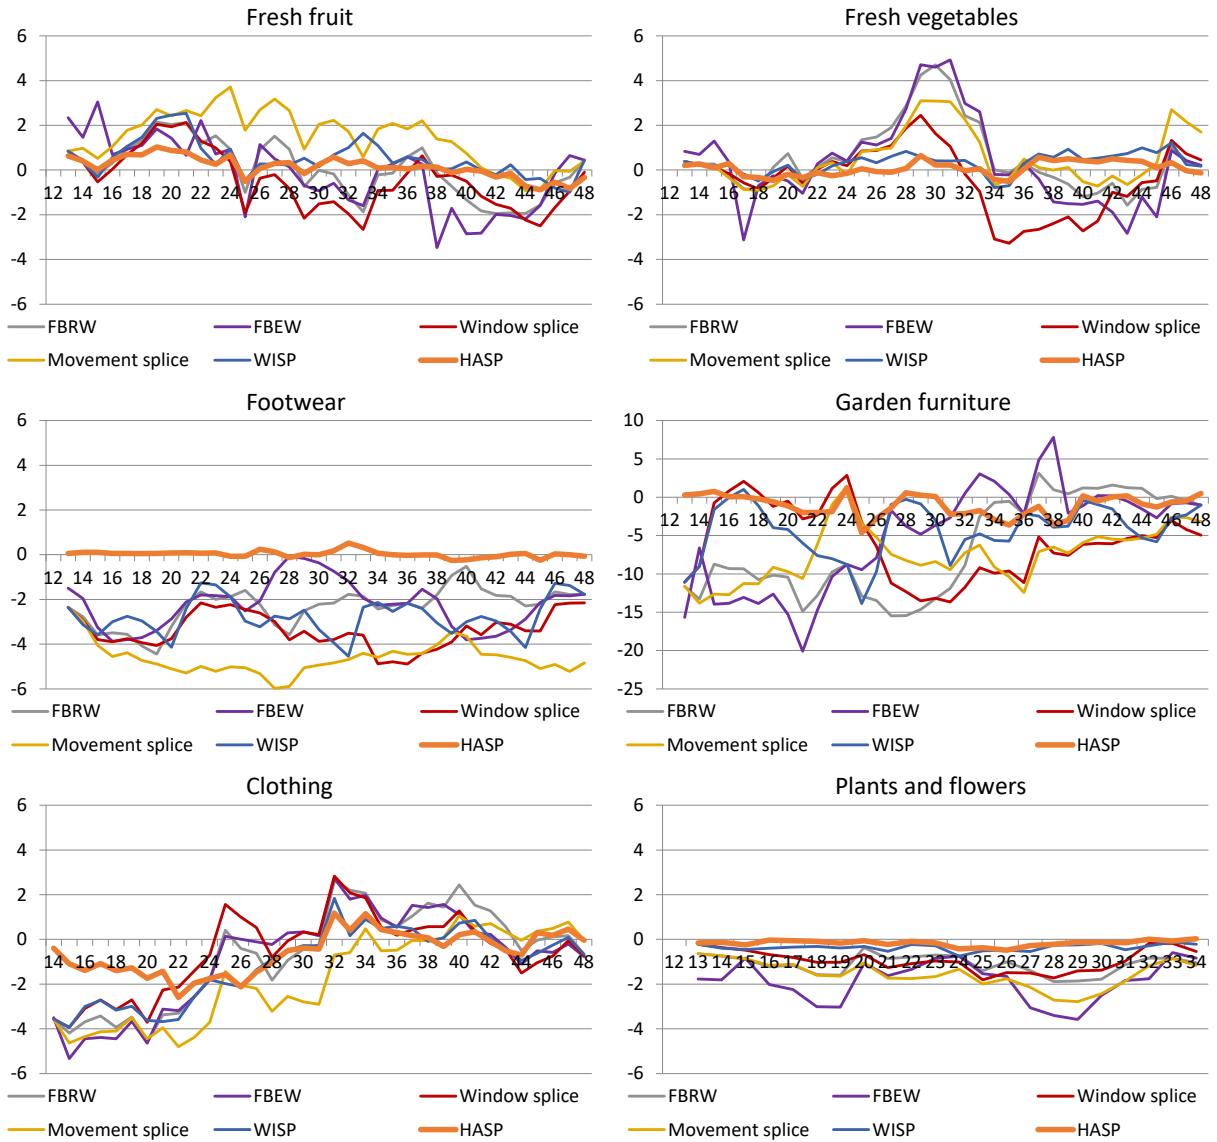 Fresh fruit
6
4
2
0
-2
-4
-6
12 14 16 18 20 22 24 26 28 30 32 34 36 38 40 42 44 46 48
FBRW FBEW Window splice
Movement splice WISP HASP
Fresh vegetables
6
4
2
0
-2
-4
-6
12 14 16 18 20 22 24 26 28 30 32 34 36 38 40 42 44 46 48
FBRW FBEW Window splice
Movement splice WISP HASP
Footwear
6
4
2
0
-2
-4
-6
12 14 16 18 20 22 24 26 28 30 32 34 36 38 40 42 44 46 48
FBRW FBEW Window splice
Movement splice WISP HASP
Garden furniture
10
5
0
-5
-10
-15
-20
-25
12 14 16 18 20 22 24 26 28 30 32 34 36 38 40 42 44 46 48
FBRW FBEW Window splice
Movement splice WISP HASP
Clothing
6
4
2
0
-2
-4
-6
14 16 18 20 22 24 26 28 30 32 34 36 38 40 42 44 46 48
FBRW FBEW Window splice
Movement splice WISP HASP
Plants and flowers
6
4
2
0
-2
-4
-6
12 13 14 15 16 17 18 19 20 21 22 23 24 25 26 27 28 29 30 31 32 33 34
FBRW FBEW Window splice
Movement splice WISP HASP